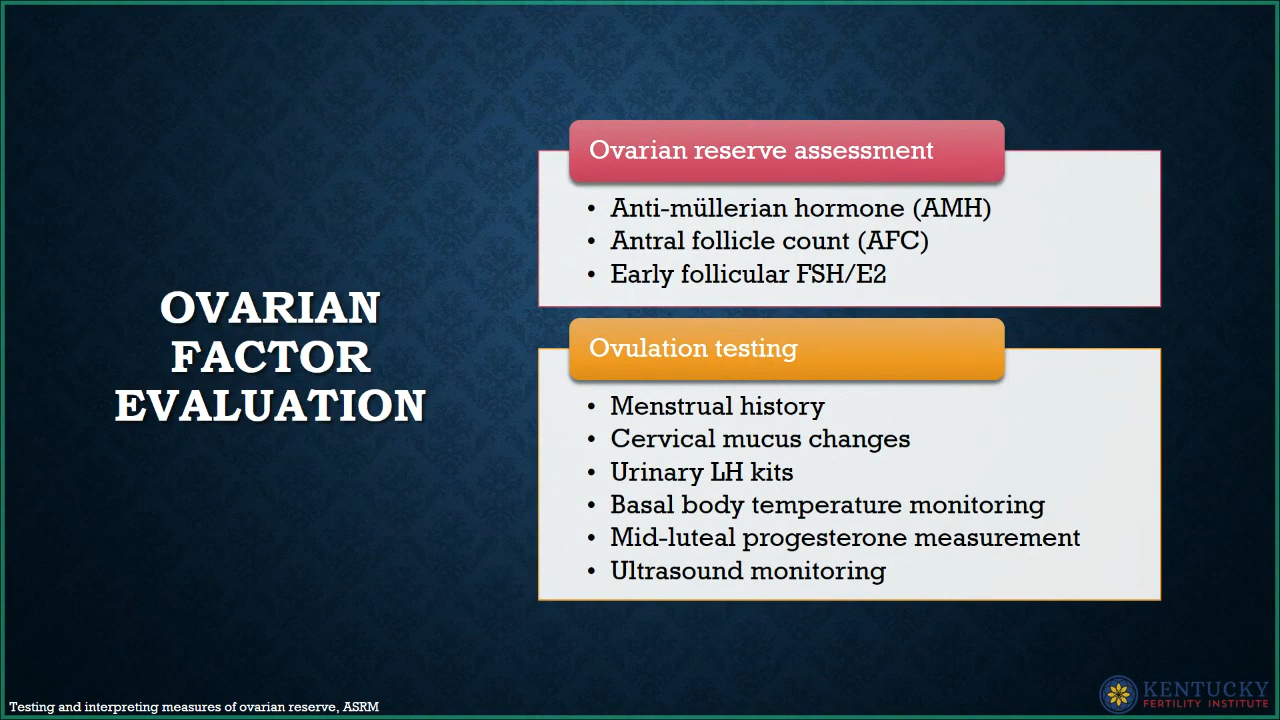 OVARIAN
FACTOR
EVALUATION
Ovarian reserve assessment
• Anti-müllerian hormone (AMH)
• Antral follicle count (AFC)
• Early follicular FSH/E2
Ovulation testing
• Menstrual history
• Cervical mucus changes
• Urinary LH kits
• Basal body temperature monitoring
• Mid-luteal progesterone measurement
• Ultrasound monitoring
Testing and interpreting measures of ovarian reserve, ASRM
KENTUCKY
FERTILITY INSTITUTE